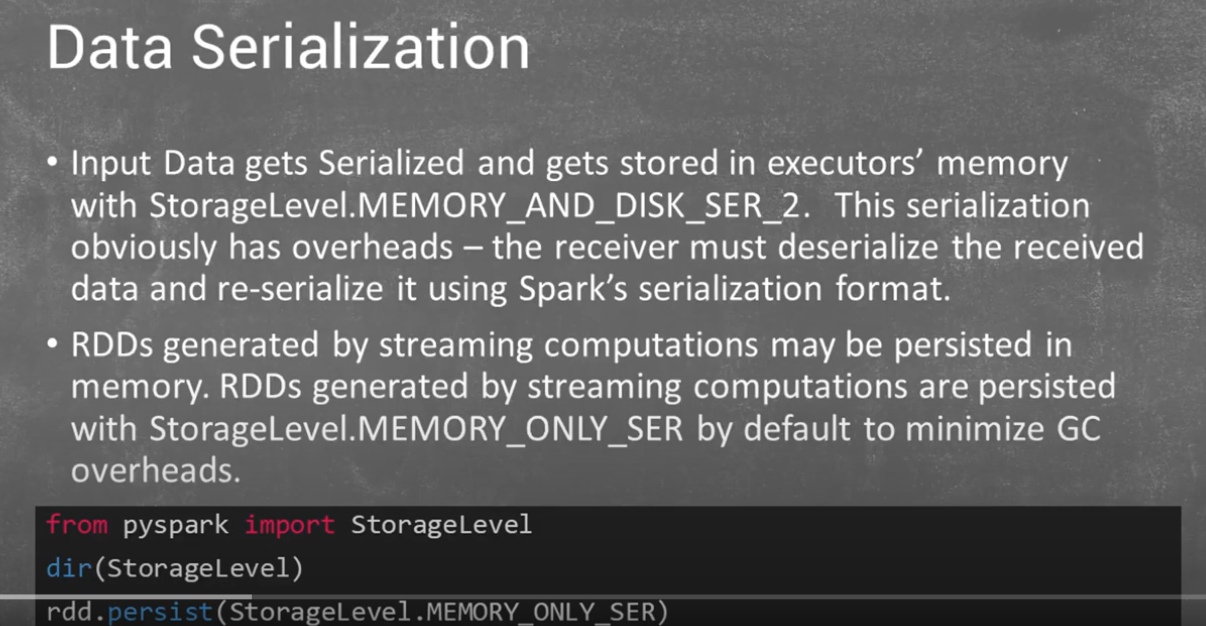 Data Serialization
• Input Data gets Serialized and gets stored in executors’ memory
with StorageLevel.MEMORY_AND_DISK_SER_2.  This serialization
obviously has overheads – the receiver must deserialize the received
data and re-serialize it using Spark’s serialization format.
• RDDs generated by streaming computations may be persisted in
memory. RDDs generated by streaming computations are persisted
with StorageLevel.MEMORY_ONLY_SER by default to minimize GC
overheads.
from pyspark import StorageLevel
dir(StorageLevel)
rdd.persist(StorageLevel.MEMORY_ONLY_SER)